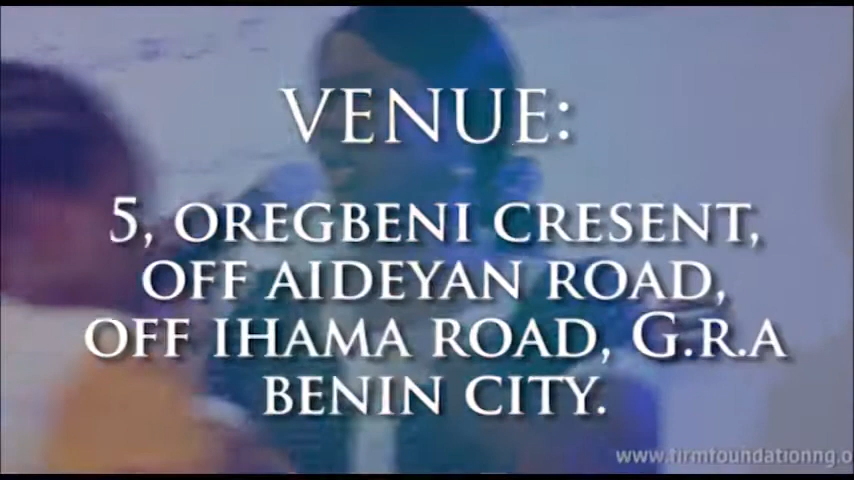 VENUE:
5, OREGBENI CRESENT,
OFF AIDEYAN ROAD,
OFF IHAMA ROAD, G.R.A
BENIN CITY.
www.firmfoundationng.o